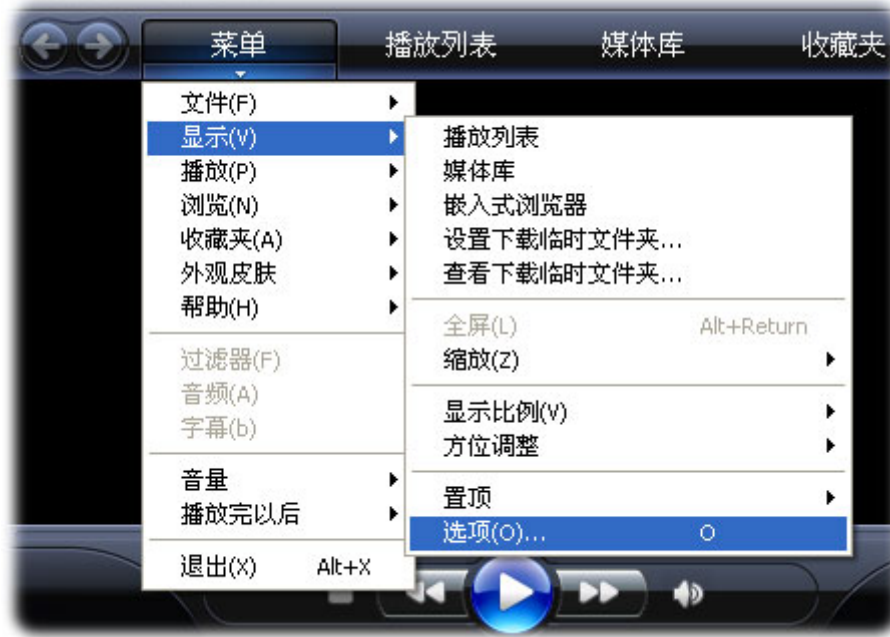 菜单 播放列表 媒体库 收藏夹
文件(F)
显示(V)
播放(P)
浏览(N)
收藏夹(A)
外观皮肤
帮助(H)
过滤器(F)
音频(A)
字幕(b)
音量
播放完以后
退出(X) Alt+X
播放列表
媒体库
嵌入式浏览器
设置下载临时文件夹...
查看下载临时文件夹...
全屏(L) Alt+Return
缩放(Z)
显示比例(V)
方位调整
置顶
选项(O)... O